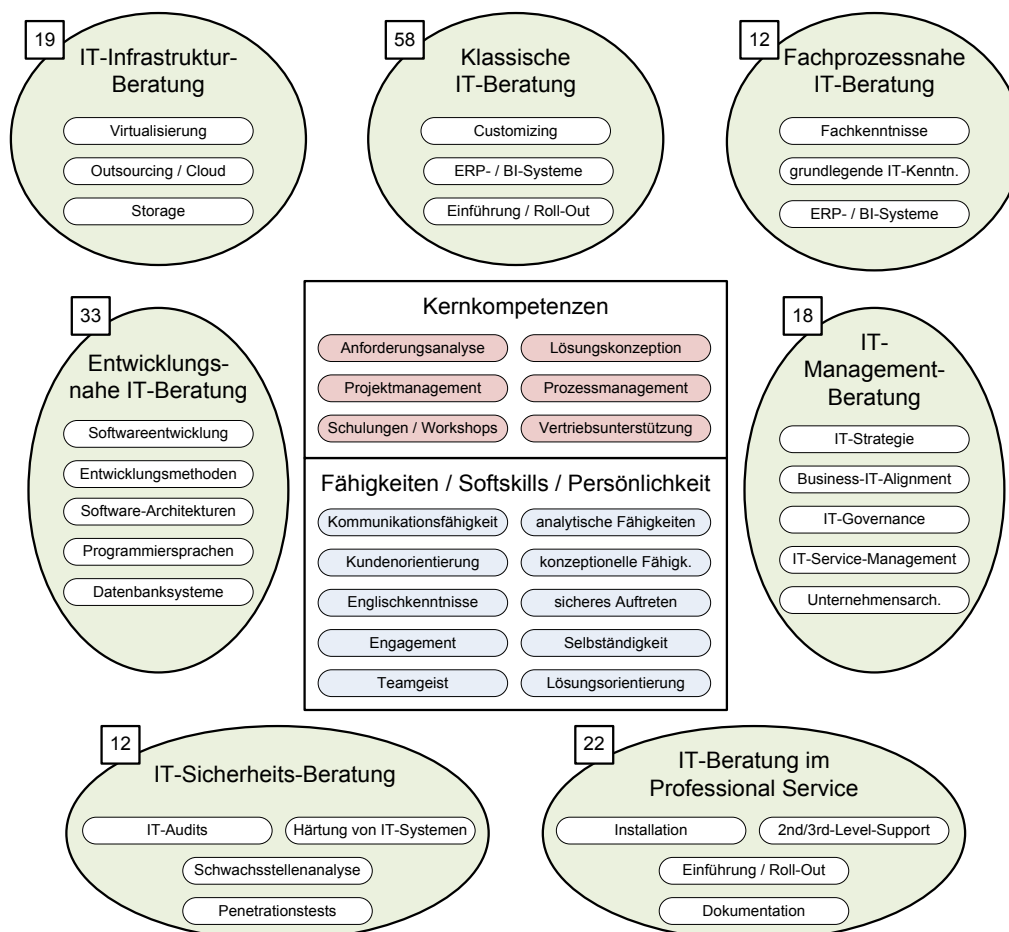 19
IT-Infrastruktur-
Beratung
Virtualisierung
Outsourcing / Cloud
Storage
58
Klassische
IT-Beratung
Customizing
ERP- / BI-Systeme
Einführung / Roll-Out
12
Fachprozessnahe
IT-Beratung
Fachkenntnisse
grundlegende IT-Kenntn.
ERP- / BI-Systeme
33
Entwicklungs-
nahe IT-Beratung
Softwareentwicklung
Entwicklungsmethoden
Software-Architekturen
Programmiersprachen
Datenbanksysteme
Kernkompetenzen
Anforderungsanalyse
Lösungskonzeption
Projektmanagement
Prozessmanagement
Schulungen / Workshops
Vertriebsunterstützung
Fähigkeiten / Softskills / Persönlichkeit
Kommunikationsfähigkeit
analytische Fähigkeiten
Kundenorientierung
konzeptionelle Fähigk.
Englischkenntnisse
sicheres Auftreten
Engagement
Selbständigkeit
Teamgeist
Lösungsorientierung
18
IT-
Management-
Beratung
IT-Strategie
Business-IT-Alignment
IT-Governance
IT-Service-Management
Unternehmensarch.
12
IT-Sicherheits-Beratung
IT-Audits
Härtung von IT-Systemen
Schwachsstellenanalyse
Penetrationstests
22
IT-Beratung im
Professional Service
Installation
2nd/3rd-Level-Support
Einführung / Roll-Out
Dokumentation